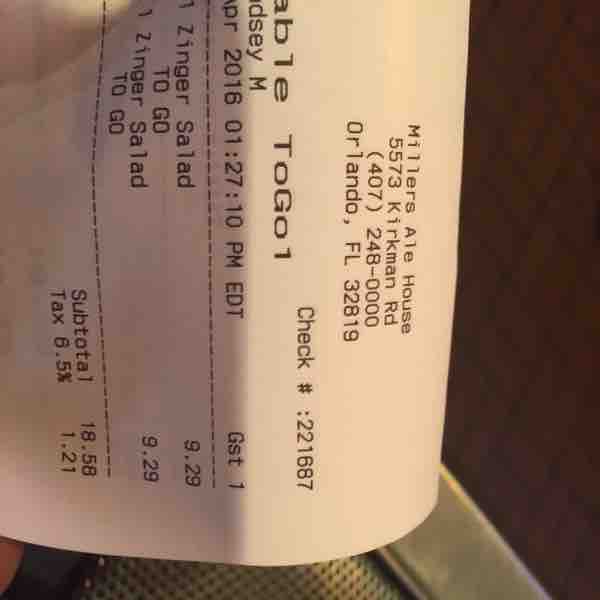 Millers Ale House
5573 Kirkman Rd
(407) 248-0000
Orlando, FL 32819
Check # :221687
able ToGo1
dsey M
Gst 1
Apr 2016 01:27:10 PM EDT
1 Zinger Salad 9.29
TO GO
1 Zinger Salad 9.29
TO GO
Subtotal 18.58
Tax 6.5% 1.21